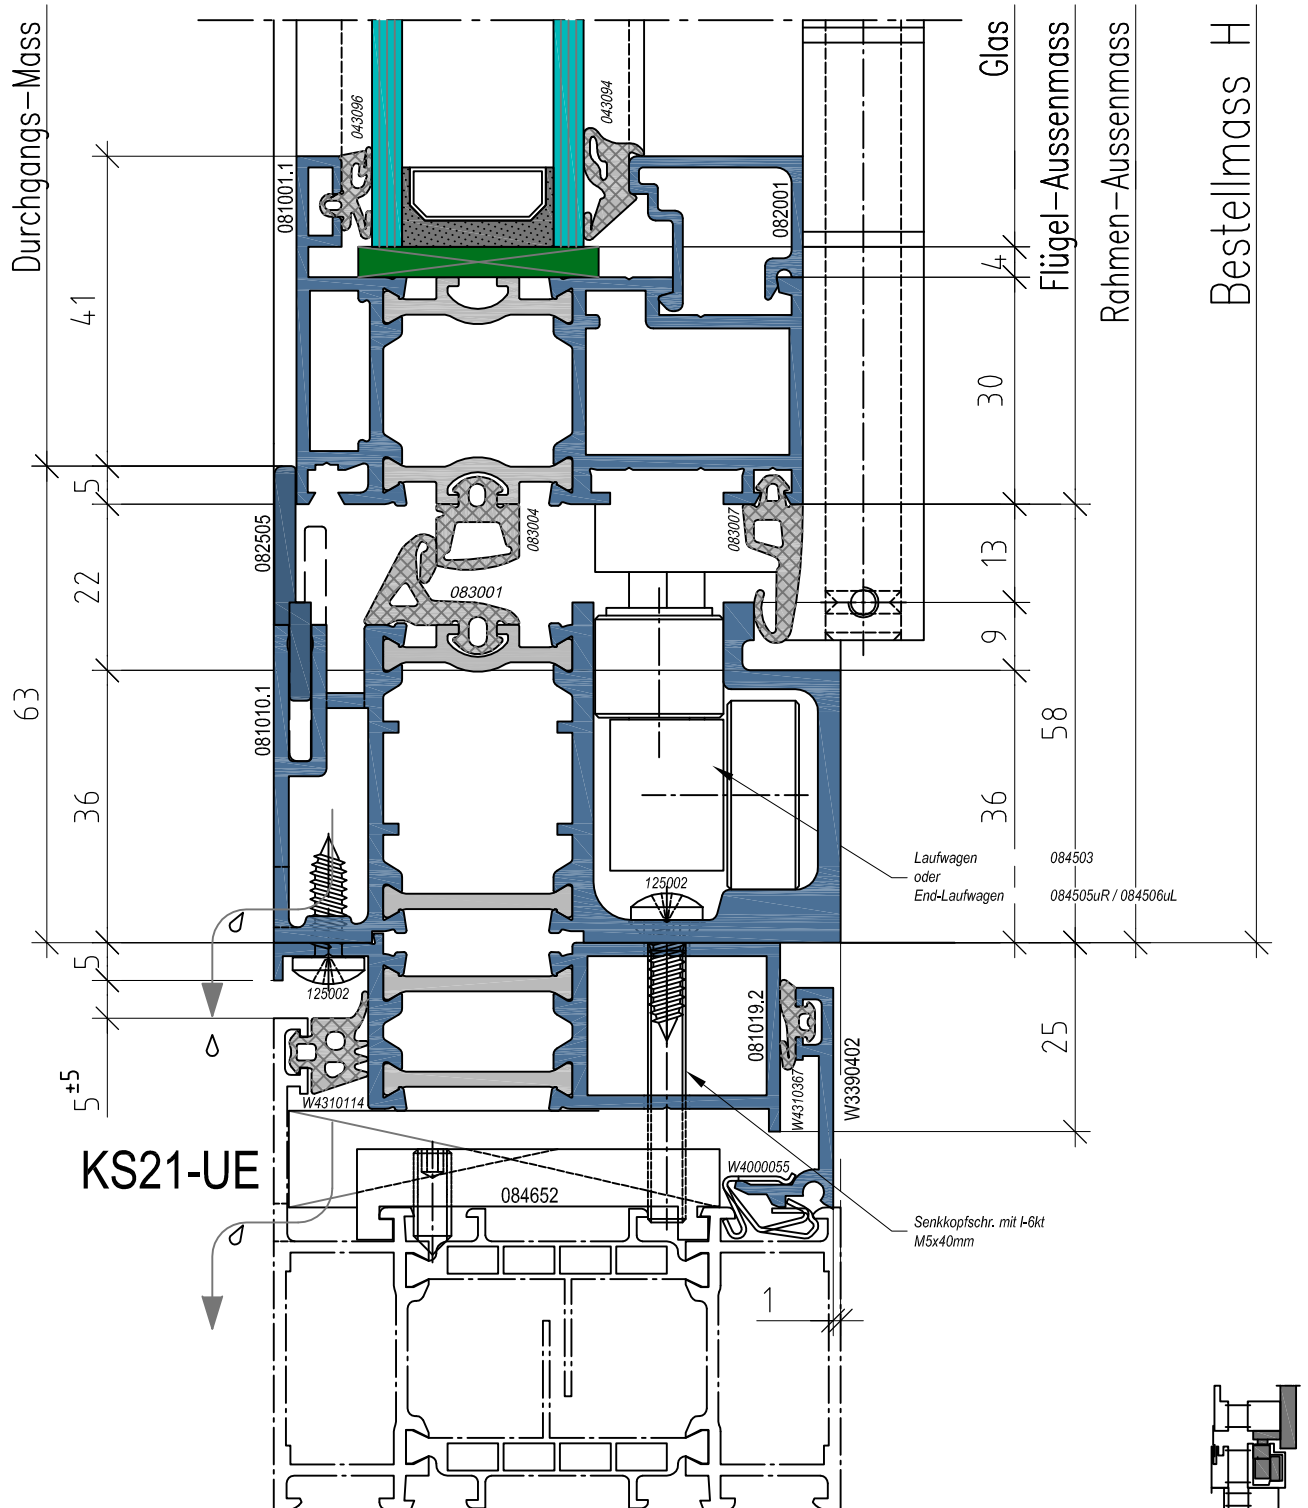 Durchgangs-Mass
Glas
Flügel-Aussenmass
Rahmen-Aussenmass
Bestellmass H
043096
043094
081001.1
082001
41
4
30
5
22
63
36
5
5±5
082505
083004
083007
083001
081010.1
13
9
58
36
Laufwagen 084503
oder
End-Laufwagen 084505uR / 084506uL
125002
125002
081019.2
25
W4310114
W4310367
W3390402
KS21-UE
084652
W4000055
Senkkopfschr. mit I-6kt
M5x40mm
1